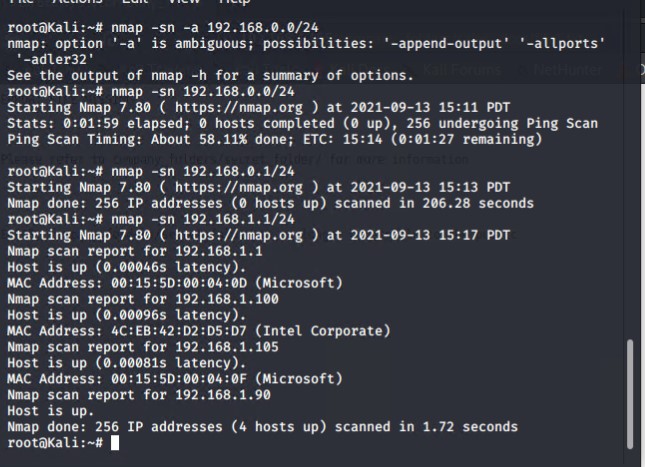 File Actions Edit View Help
root@Kali:~# nmap -sn -a 192.168.0.0/24
nmap: option '-a' is ambiguous; possibilities: '-append-output' '-allports'
'-adler32'
See the output of nmap -h for a summary of options.
root@Kali:~# nmap -sn 192.168.0.0/24
Starting Nmap 7.80 ( https://nmap.org ) at 2021-09-13 15:11 PDT
Stats: 0:01:59 elapsed; 0 hosts completed (0 up), 256 undergoing Ping Scan
Ping Scan Timing: About 58.11% done; ETC: 15:14 (0:01:27 remaining)
root@Kali:~# nmap -sn 192.168.0.1/24
Starting Nmap 7.80 ( https://nmap.org ) at 2021-09-13 15:13 PDT
Nmap done: 256 IP addresses (0 hosts up) scanned in 206.28 seconds
root@Kali:~# nmap -sn 192.168.1.1/24
Starting Nmap 7.80 ( https://nmap.org ) at 2021-09-13 15:17 PDT
Nmap scan report for 192.168.1.1
Host is up (0.00046s latency).
MAC Address: 00:15:5D:00:04:0D (Microsoft)
Nmap scan report for 192.168.1.100
Host is up (0.00096s latency).
MAC Address: 4C:EB:42:D2:D5:D7 (Intel Corporate)
Nmap scan report for 192.168.1.105
Host is up (0.00081s latency).
MAC Address: 00:15:5D:00:04:0F (Microsoft)
Nmap scan report for 192.168.1.90
Host is up.
Nmap done: 256 IP addresses (4 hosts up) scanned in 1.72 seconds
root@Kali:~#